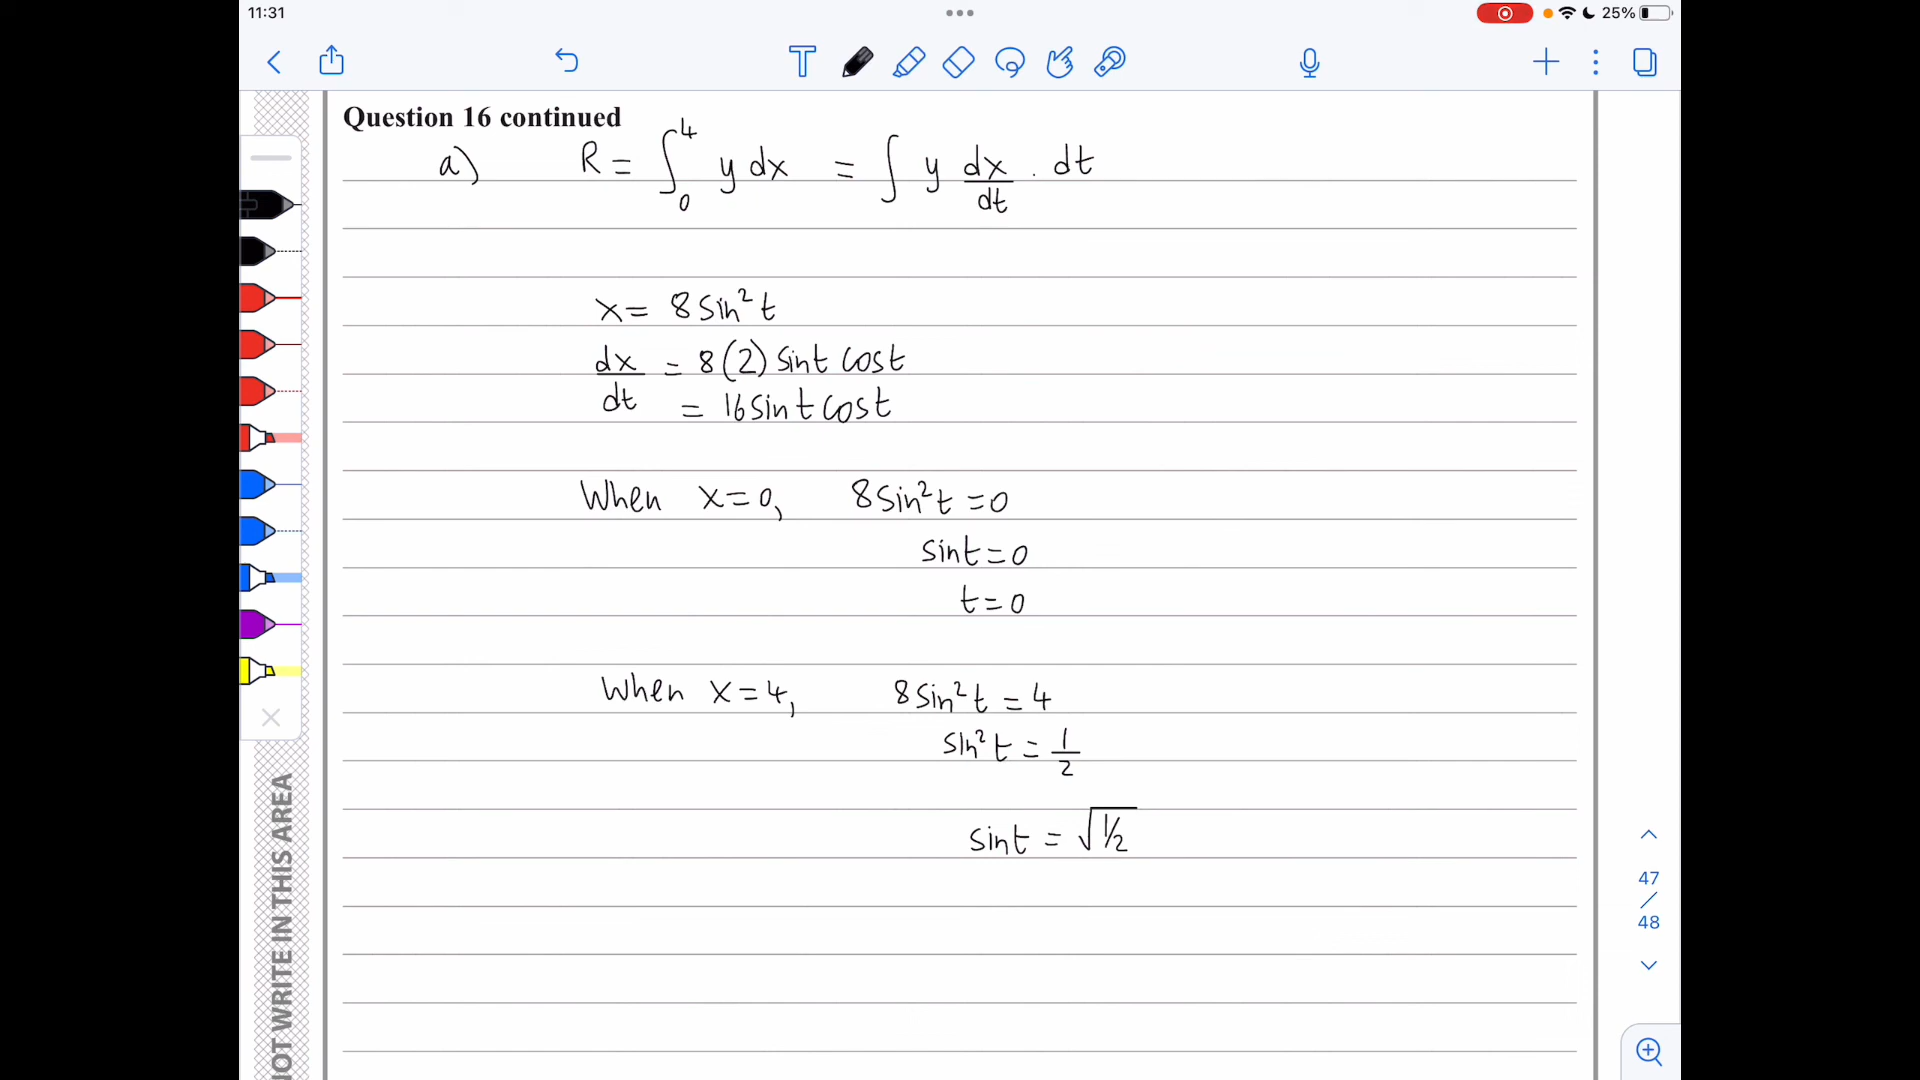 11:31
25%
T
Question 16 continued
a) R = ∫₀⁴ y dx = ∫ y dx/dt . dt
x = 8 sin² t
dx/dt = 8(2) sint cost
= 16 sint cost
When x=0, 8 sin² t = 0
sint = 0
t = 0
When x=4, 8 sin² t = 4
sin² t = 1/2
sint = √1/2
47
/
48
NOT WRITE IN THIS AREA